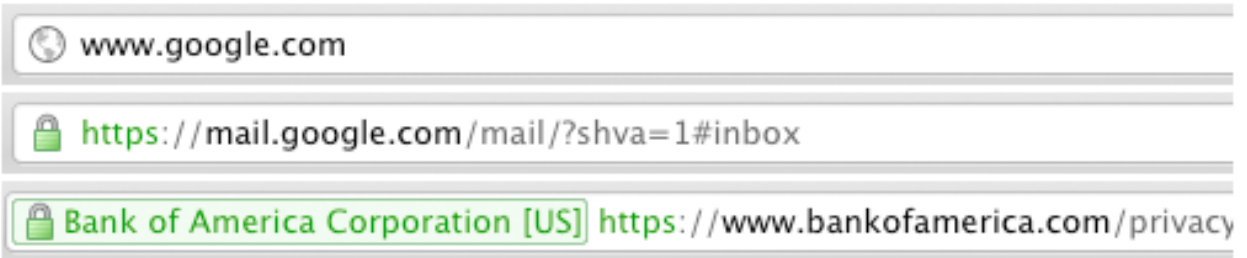 www.google.com
https://mail.google.com/mail/?shva=1#inbox
Bank of America Corporation [US] https://www.bankofamerica.com/privacy